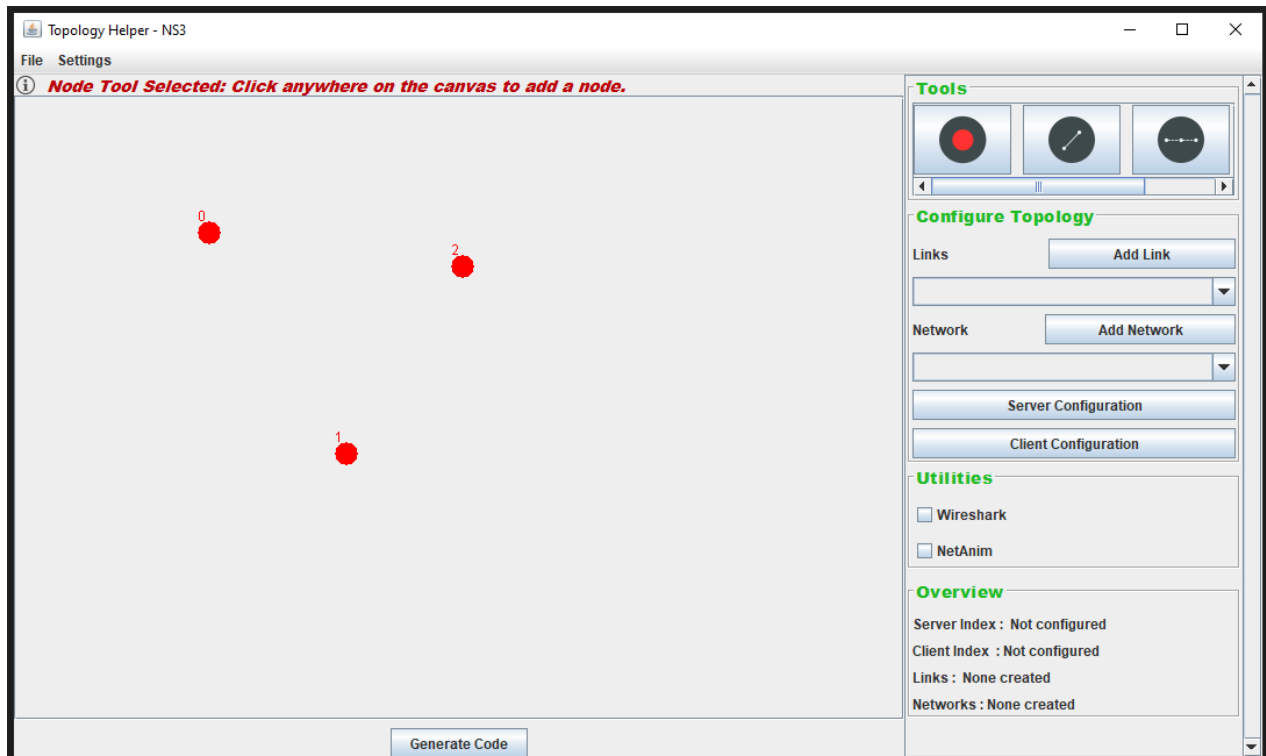 Topology Helper - NS3
File Settings
Node Tool Selected: Click anywhere on the canvas to add a node.
0
2
1
Generate Code
Tools
Configure Topology
Links Add Link
Network Add Network
Server Configuration
Client Configuration
Utilities
Wireshark
NetAnim
Overview
Server Index : Not configured
Client Index : Not configured
Links : None created
Networks : None created